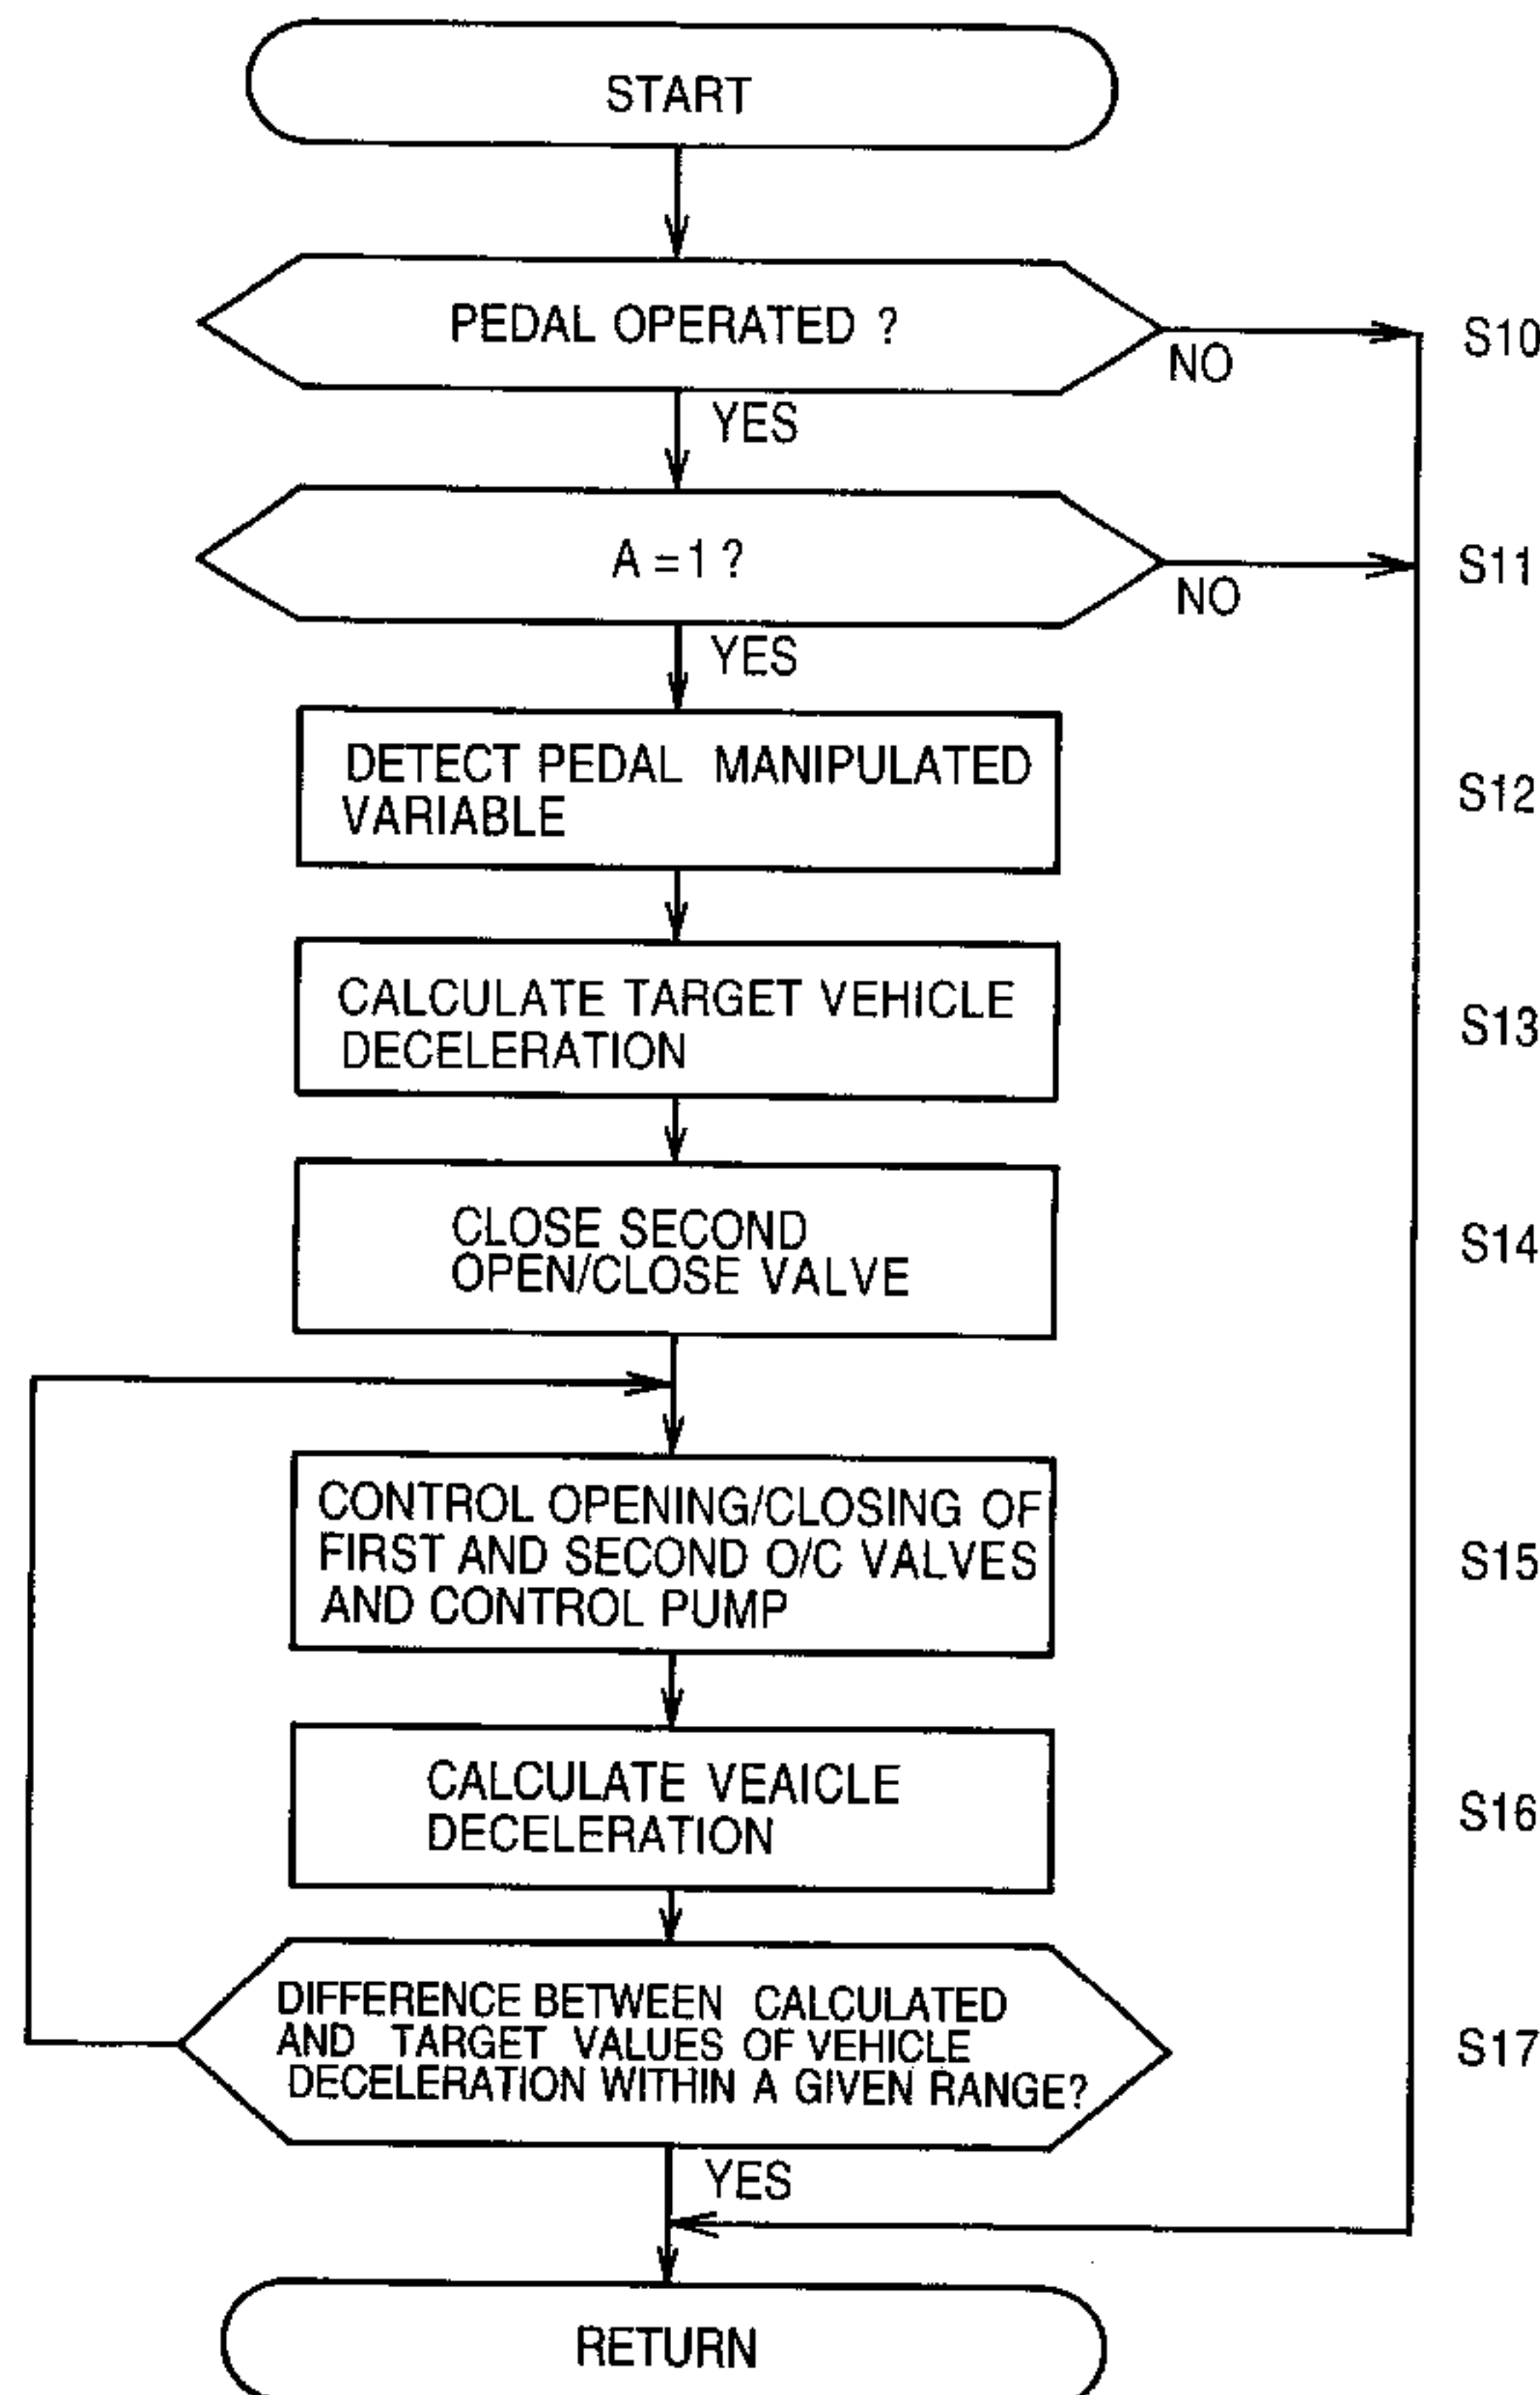 START
PEDAL OPERATED ?
NO
S10
YES
A = 1 ?
NO
S11
YES
DETECT PEDAL MANIPULATED
VARIABLE
S12
CALCULATE TARGET VEHICLE
DECELERATION
S13
CLOSE SECOND
OPEN/CLOSE VALVE
S14
CONTROL OPENING/CLOSING OF
FIRST AND SECOND O/C VALVES
AND CONTROL PUMP
S15
CALCULATE VEAICLE
DECELERATION
S16
DIFFERENCE BETWEEN CALCULATED
AND TARGET VALUES OF VEHICLE
DECELERATION WITHIN A GIVEN RANGE?
S17
YES
RETURN